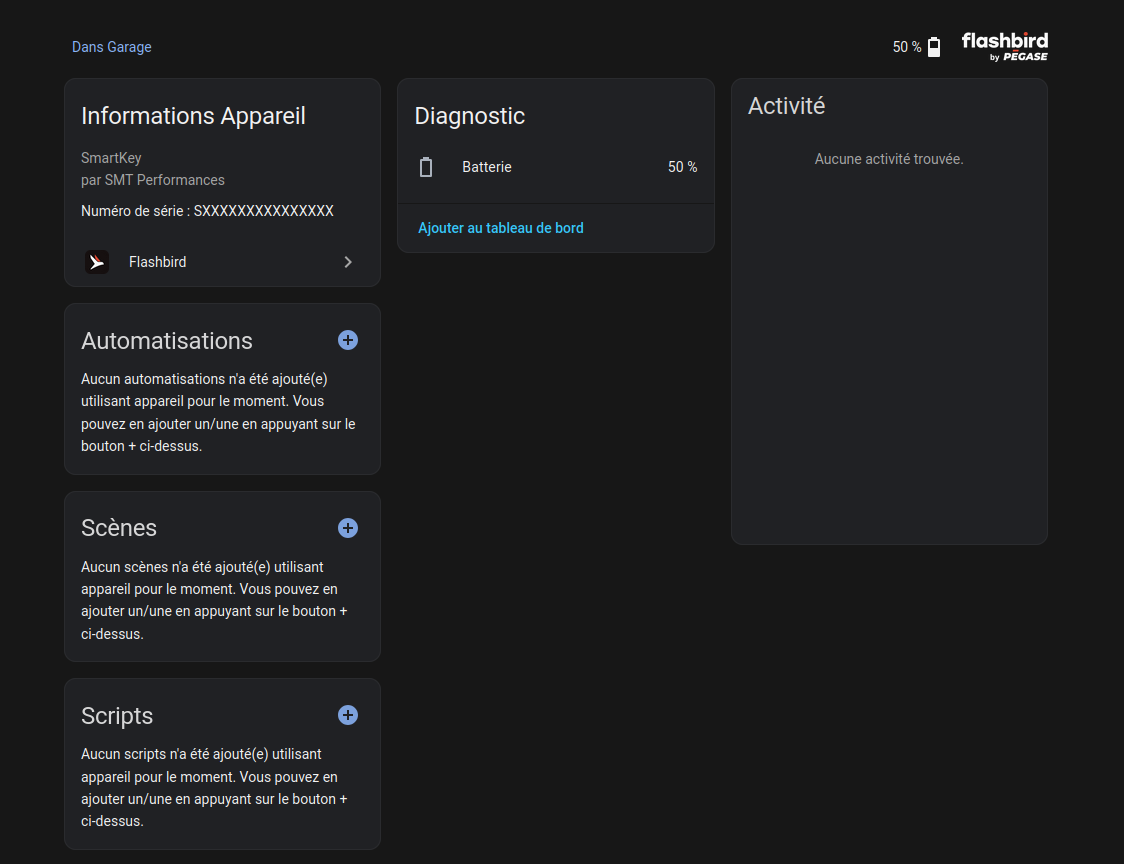 Dans Garage
50 %
flashbird
by PEGASE
Informations Appareil
SmartKey
par SMT Performances
Numéro de série : SXXXXXXXXXXXXXXX
Flashbird
Automatisations
Aucun automatisations n'a été ajouté(e)
utilisant appareil pour le moment. Vous
pouvez en ajouter un/une en appuyant sur le
bouton + ci-dessus.
Scènes
Aucun scènes n'a été ajouté(e) utilisant
appareil pour le moment. Vous pouvez en
ajouter un/une en appuyant sur le bouton +
ci-dessus.
Scripts
Aucun scripts n'a été ajouté(e) utilisant
appareil pour le moment. Vous pouvez en
ajouter un/une en appuyant sur le bouton +
ci-dessus.
Diagnostic
Batterie 50 %
Ajouter au tableau de bord
Activité
Aucune activité trouvée.